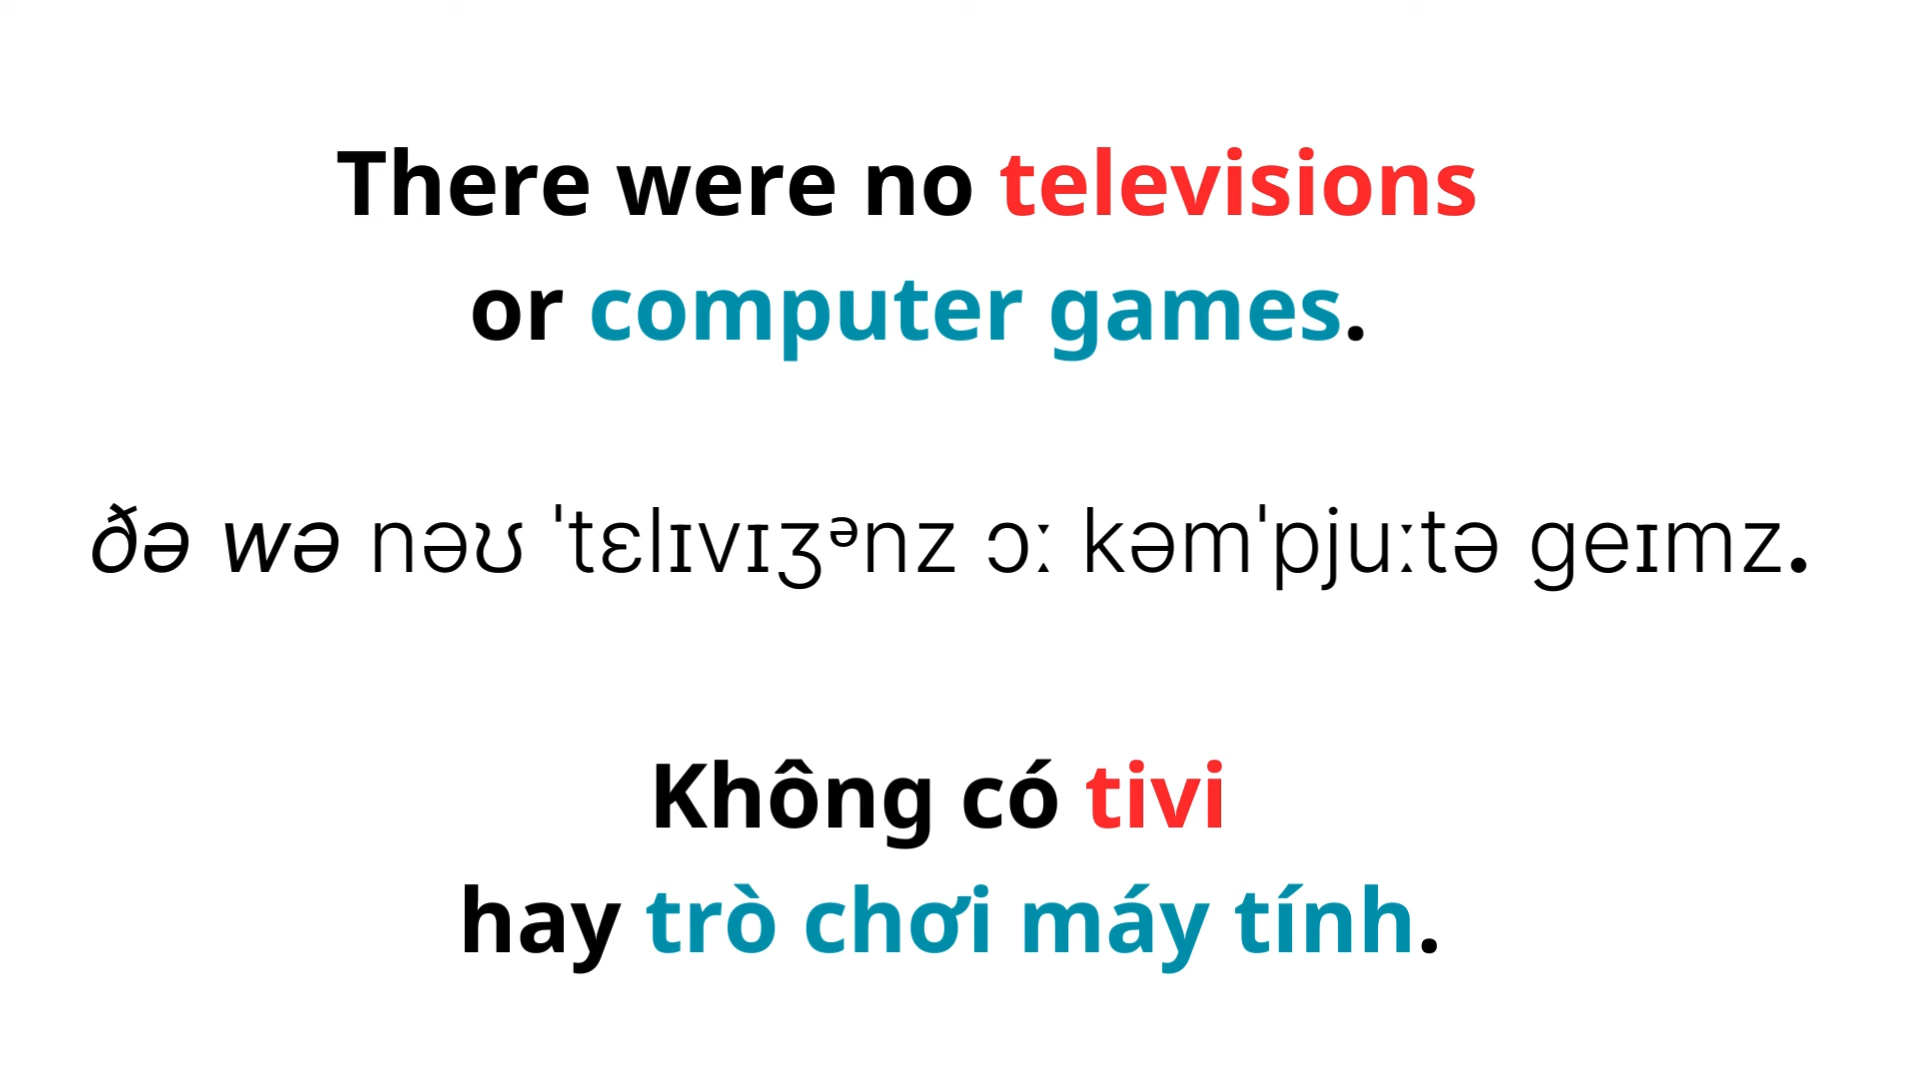 There were no televisions
or computer games.
ðə wə nəʊ ˈtɛlɪvɪʒᵊnz ɔː kəmˈpjuːtə geɪmz.
Không có tivi
hay trò chơi máy tính.